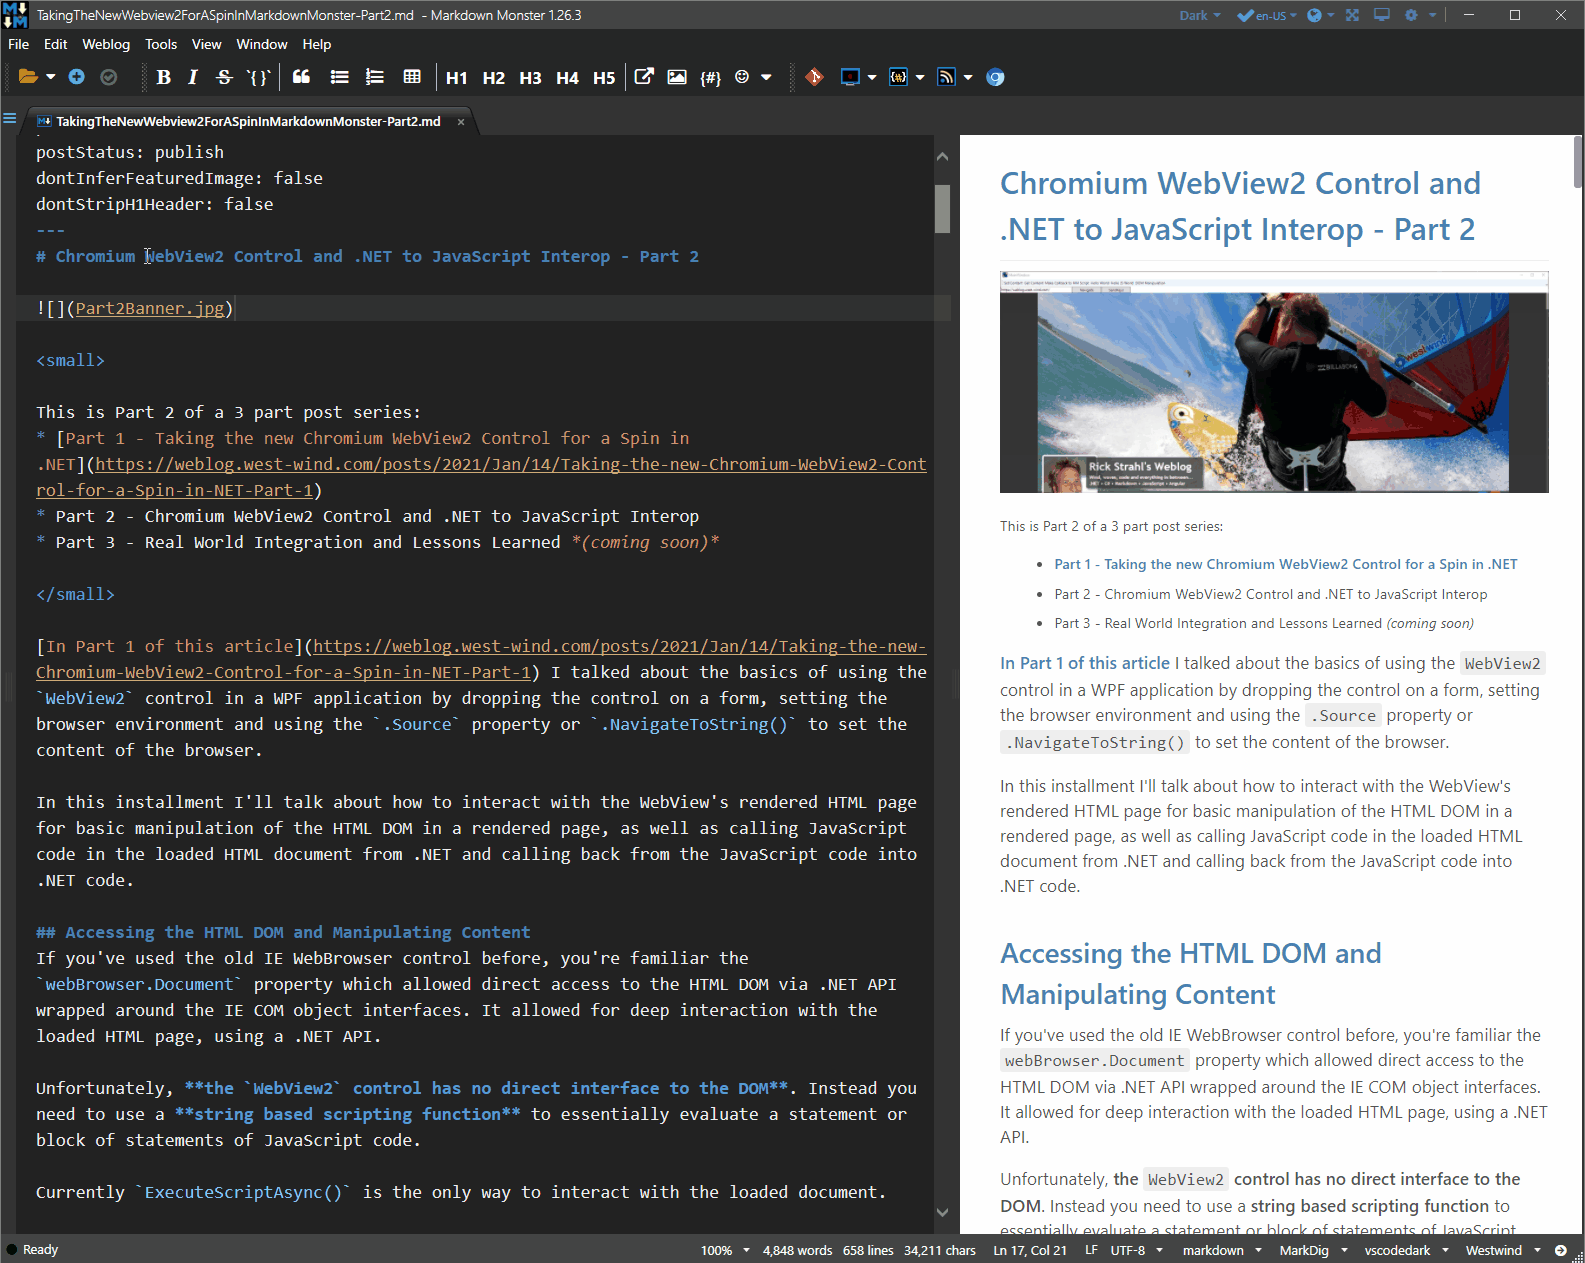 TakingTheNewWebview2ForASpinInMarkdownMonster-Part2.md - Markdown Monster 1.26.3
Dark
en-US
File Edit Weblog Tools View Window Help
B I S `{}` H1 H2 H3 H4 H5 {#} {#}
TakingTheNewWebview2ForASpinInMarkdownMonster-Part2.md
postStatus: publish
dontInferFeaturedImage: false
dontStripH1Header: false
---
# Chromium WebView2 Control and .NET to JavaScript Interop - Part 2
![](Part2Banner.jpg)
<small>
This is Part 2 of a 3 part post series:
* [Part 1 - Taking the new Chromium WebView2 Control for a Spin in
.NET](https://weblog.west-wind.com/posts/2021/Jan/14/Taking-the-new-Chromium-WebView2-Cont
rol-for-a-Spin-in-NET-Part-1)
* Part 2 - Chromium WebView2 Control and .NET to JavaScript Interop
* Part 3 - Real World Integration and Lessons Learned *(coming soon)*
</small>
[In Part 1 of this article](https://weblog.west-wind.com/posts/2021/Jan/14/Taking-the-new-
Chromium-WebView2-Control-for-a-Spin-in-NET-Part-1) I talked about the basics of using the
`WebView2` control in a WPF application by dropping the control on a form, setting the
browser environment and using the `.Source` property or `.NavigateToString()` to set the
content of the browser.
In this installment I'll talk about how to interact with the WebView's rendered HTML page
for basic manipulation of the HTML DOM in a rendered page, as well as calling JavaScript
code in the loaded HTML document from .NET and calling back from the JavaScript code into
.NET code.
## Accessing the HTML DOM and Manipulating Content
If you've used the old IE WebBrowser control before, you're familiar the
`webBrowser.Document` property which allowed direct access to the HTML DOM via .NET API
wrapped around the IE COM object interfaces. It allowed for deep interaction with the
loaded HTML page, using a .NET API.
Unfortunately, **the `WebView2` control has no direct interface to the DOM**. Instead you
need to use a **string based scripting function** to essentially evaluate a statement or
block of statements of JavaScript code.
Currently `ExecuteScriptAsync()` is the only way to interact with the loaded document.
Chromium WebView2 Control and
.NET to JavaScript Interop - Part 2
westwind
BILLABONG
Rick Strahl's Weblog
Wind, waves, code and everything in between...
.NET • C# • Markdown • JavaScript • Angular
This is Part 2 of a 3 part post series:
• Part 1 - Taking the new Chromium WebView2 Control for a Spin in .NET
• Part 2 - Chromium WebView2 Control and .NET to JavaScript Interop
• Part 3 - Real World Integration and Lessons Learned (coming soon)
In Part 1 of this article I talked about the basics of using the WebView2
control in a WPF application by dropping the control on a form, setting
the browser environment and using the .Source property or
.NavigateToString() to set the content of the browser.
In this installment I'll talk about how to interact with the WebView's
rendered HTML page for basic manipulation of the HTML DOM in a
rendered page, as well as calling JavaScript code in the loaded HTML
document from .NET and calling back from the JavaScript code into
.NET code.
Accessing the HTML DOM and
Manipulating Content
If you've used the old IE WebBrowser control before, you're familiar the
webBrowser.Document property which allowed direct access to the
HTML DOM via .NET API wrapped around the IE COM object interfaces.
It allowed for deep interaction with the loaded HTML page, using a .NET
API.
Unfortunately, the WebView2 control has no direct interface to the
DOM. Instead you need to use a string based scripting function to
essentially evaluate a statement or block of statements of JavaScript
Ready
100% 4,848 words 658 lines 34,211 chars Ln 17, Col 21 LF UTF-8 markdown MarkDig vscodedark Westwind